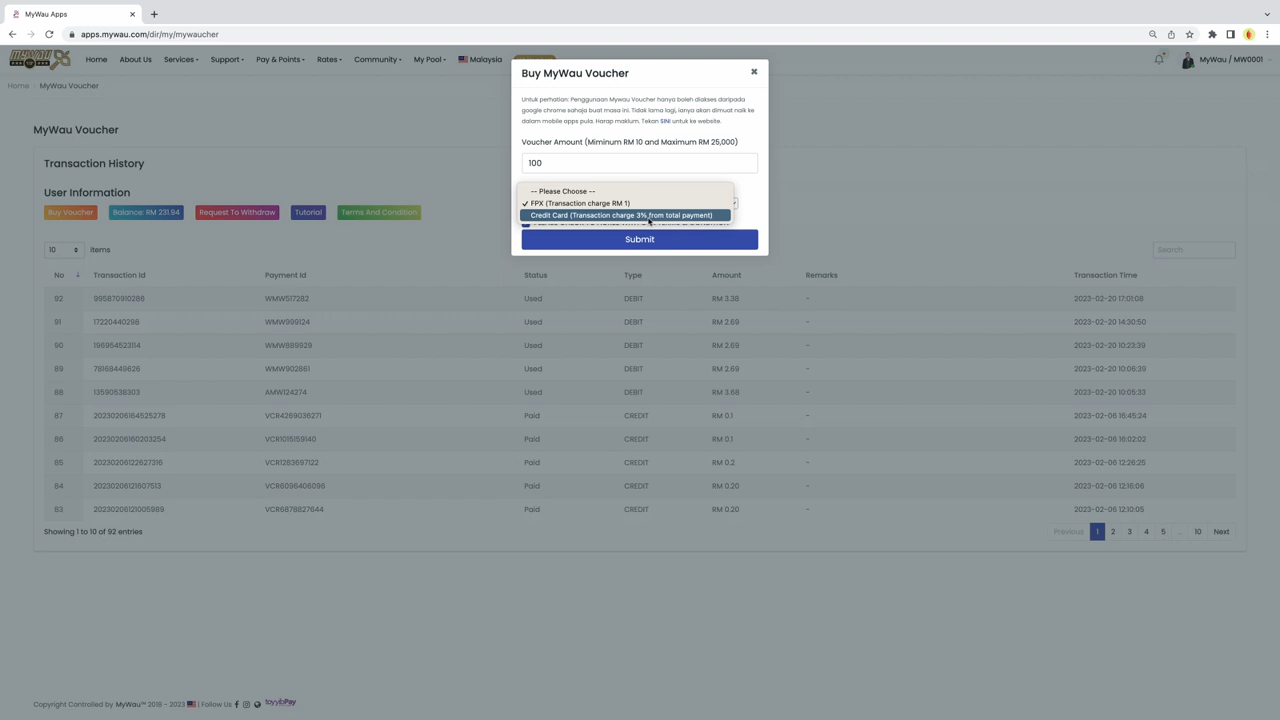 MyWau Apps
apps.mywau.com/dir/my/mywaucher
MYWAU
Home
About Us
Services
Support
Pay & Points
Rates
Community
My Pool
Malaysia
MyWau / MW0001
Home / MyWau Voucher
Buy MyWau Voucher
Untuk perhatian: Penggunaan Mywau Voucher hanya boleh diakses daripada
google chrome sahaja buat masa ini. Tidak lama lagi, ianya akan dimuat naik ke
dalam mobile apps pula. Harap maklum. Tekan SINI untuk ke website.
Voucher Amount (Miminum RM 10 and Maximum RM 25,000)
100
-- Please Choose --
FPX (Transaction charge RM 1)
Credit Card (Transaction charge 3% from total payment)
Submit
MyWau Voucher
Transaction History
User Information
Buy Voucher
Balance: RM 231.94
Request To Withdraw
Tutorial
Terms And Condition
10 items
Search
No Transaction Id Payment Id Status Type Amount Remarks Transaction Time
92 995870910288 WMW517282 Used DEBIT RM 3.38 - 2023-02-20 17:01:08
91 17220440298 WMW999124 Used DEBIT RM 2.69 - 2023-02-20 14:30:50
90 196954523114 WMW889929 Used DEBIT RM 2.69 - 2023-02-20 10:23:39
89 78168449626 WMW902661 Used DEBIT RM 2.69 - 2023-02-20 10:06:39
88 13590538303 AMW124274 Used DEBIT RM 3.68 - 2023-02-20 10:05:33
87 20230206164525278 VCR4269036271 Paid CREDIT RM 0.1 - 2023-02-06 16:45:24
86 20230206160203254 VCR1015159140 Paid CREDIT RM 0.1 - 2023-02-06 16:02:02
85 20230206122627316 VCR1283697122 Paid CREDIT RM 0.2 - 2023-02-06 12:26:25
84 20230206121607513 VCR6096406096 Paid CREDIT RM 0.20 - 2023-02-06 12:16:06
83 20230206121005989 VCR6878827644 Paid CREDIT RM 0.20 - 2023-02-06 12:10:05
Showing 1 to 10 of 92 entries
Previous 1 2 3 4 5 ... 10 Next
Copyright Controlled by MyWau™ 2018 - 2023 | Follow Us
toyyibPay